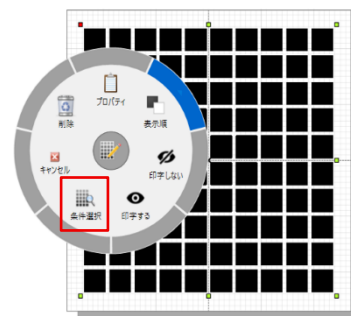 プロパティ
削除
表示順
キャンセル
印字しない
条件選択
印字する